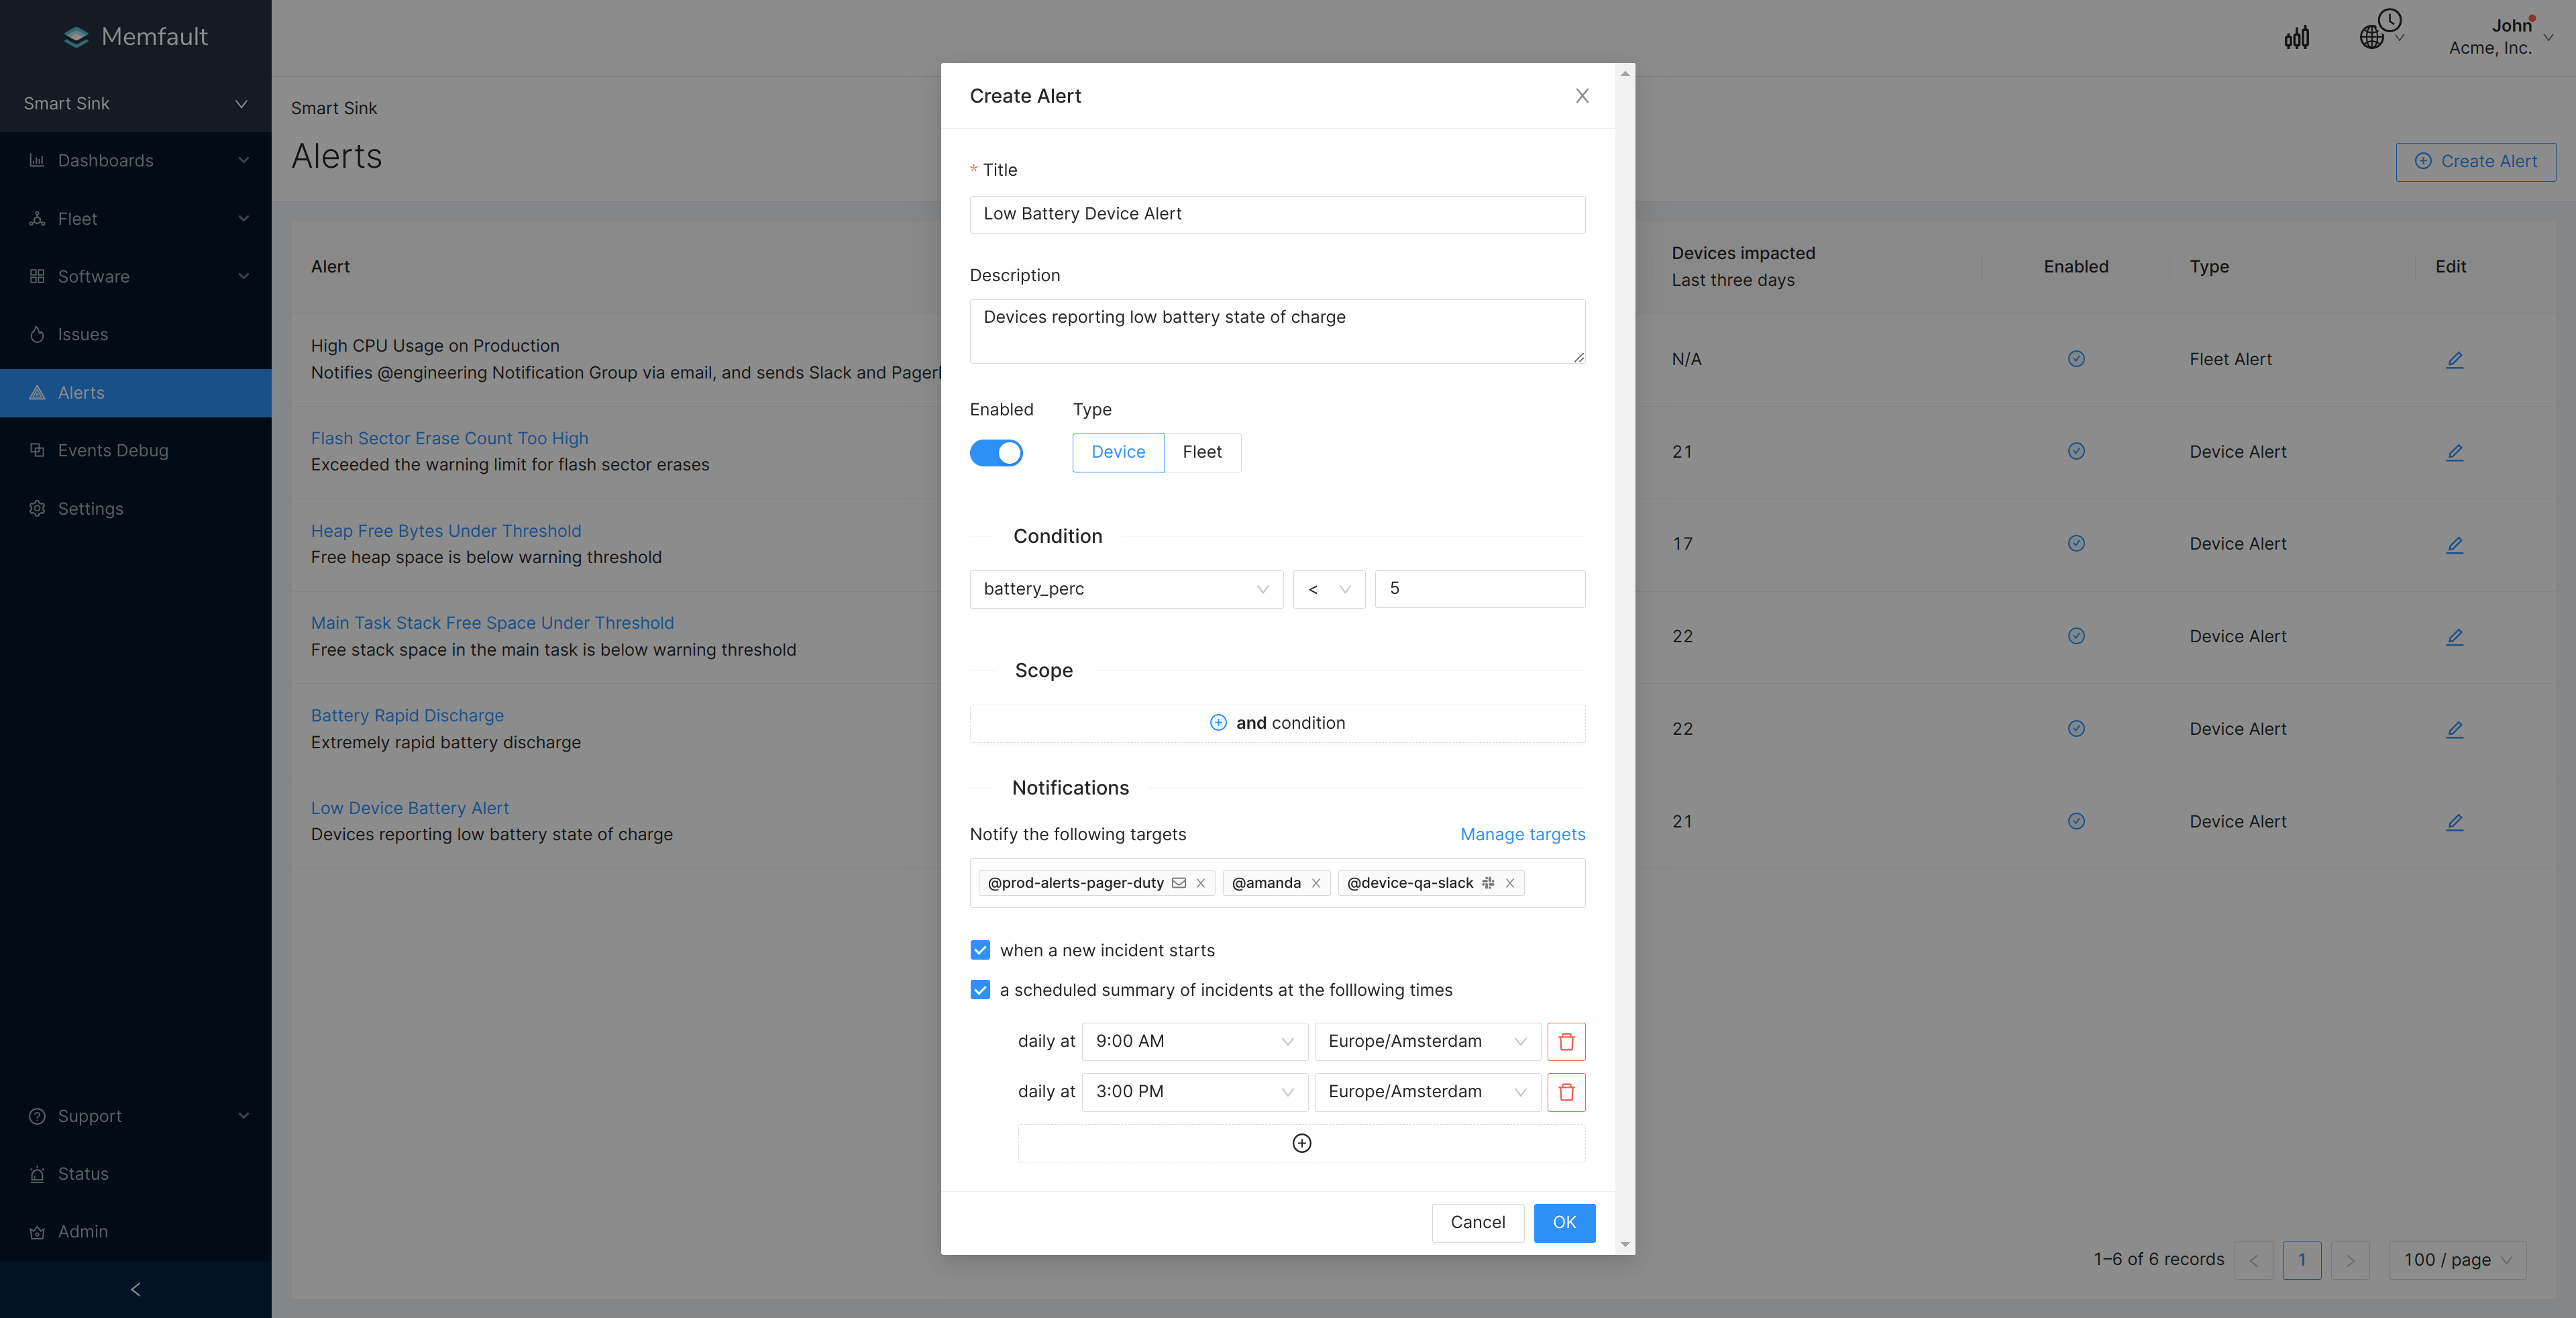 Memfault
Smart Sink
Dashboards
Fleet
Software
Issues
Alerts
Events Debug
Settings
Support
Status
Admin
John
Acme, Inc.
Smart Sink
Alerts
Create Alert
Alert
Devices impacted
Last three days
Enabled
Type
Edit
High CPU Usage on Production
Notifies @engineering Notification Group via email, and sends Slack and Pager
N/A
Fleet Alert
Flash Sector Erase Count Too High
Exceeded the warning limit for flash sector erases
21
Device Alert
Heap Free Bytes Under Threshold
Free heap space is below warning threshold
17
Device Alert
Main Task Stack Free Space Under Threshold
Free stack space in the main task is below warning threshold
22
Device Alert
Battery Rapid Discharge
Extremely rapid battery discharge
22
Device Alert
Low Device Battery Alert
Devices reporting low battery state of charge
21
Device Alert
1–6 of 6 records
1
100 / page
Create Alert
* Title
Low Battery Device Alert
Description
Devices reporting low battery state of charge
Enabled
Type
Device
Fleet
Condition
battery_perc
<
5
Scope
and condition
Notifications
Notify the following targets
Manage targets
@prod-alerts-pager-duty
@amanda
@device-qa-slack
when a new incident starts
a scheduled summary of incidents at the folllowing times
daily at 9:00 AM Europe/Amsterdam
daily at 3:00 PM Europe/Amsterdam
Cancel
OK